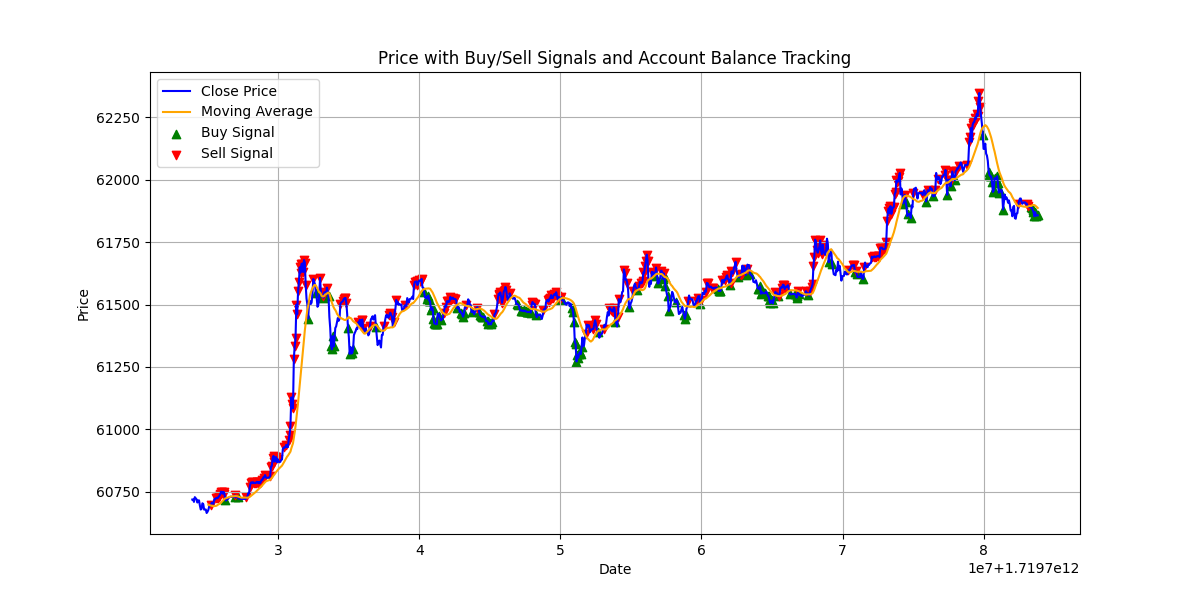 Price with Buy/Sell Signals and Account Balance Tracking
Close Price
Moving Average
Buy Signal
Sell Signal
Price
62250
62000
61750
61500
61250
61000
60750
3 4 5 6 7 8
1e7+1.7197e12
Date